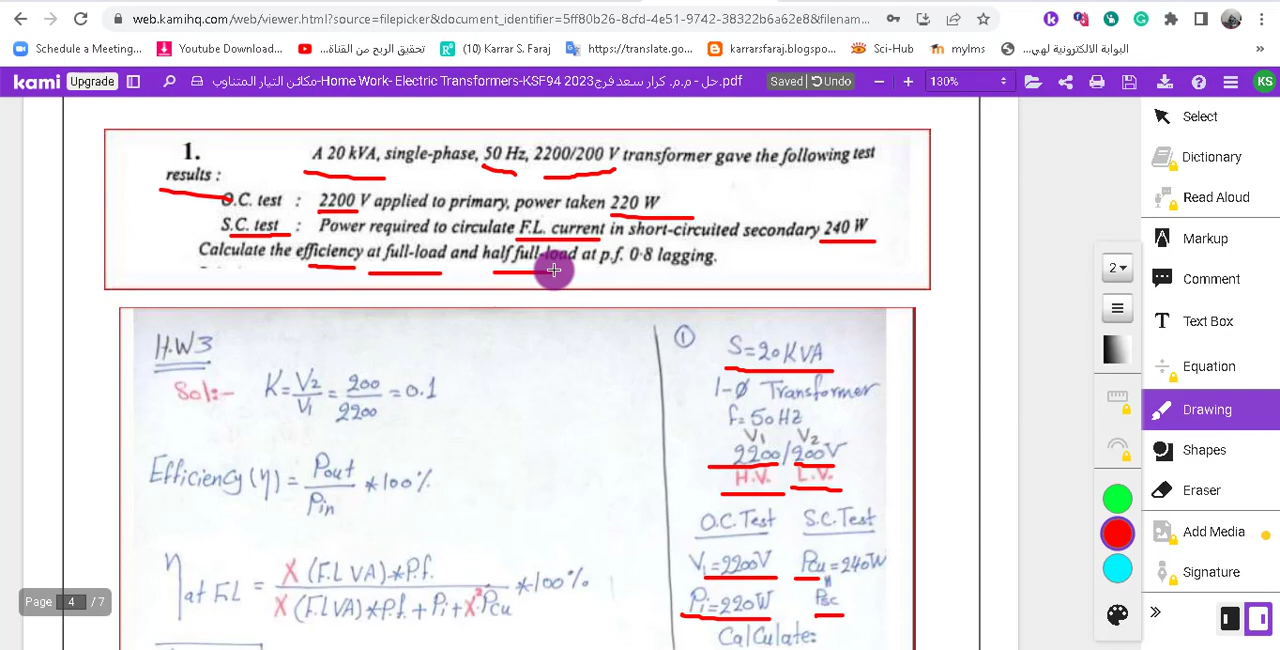 web.kamihq.com/web/viewer.html?source=filepicker&document_identifier=5ff80b26-8cfd-4e51-9742-38322b6a62e8&filenam...
Schedule a Meeting...
Youtube Download...
تحقيق الربح من القناة...
(10) Karrar S. Faraj
https://translate.go...
karrarsfaraj.blogspo...
Sci-Hub
mylms
البوابة الالكترونية لهي...
»
kami Upgrade
حل - م.م. كرار سعد فرج2023 Home Work- Electric Transformers-KSF94-مكائن التيار المتناوب.pdf
Saved | Undo
130%
KS
1. A 20 kVA, single-phase, 50 Hz, 2200/200 V transformer gave the following test
results :
O.C. test : 2200 V applied to primary, power taken 220 W
S.C. test : Power required to circulate F.L. current in short-circuited secondary 240 W
Calculate the efficiency at full-load and half full-load at p.f. 0·8 lagging.
H.W3
Sol:- K = V2/V1 = 200/2200 = 0.1
Efficiency (η) = Pout/Pin * 100%
η at F.L = X (F.L VA) * P.f. / X (F.L VA) * P.f + Pi + X² Pcu * 100%
①
S = 20 KVA
1-Ø Transformer
f = 50 HZ
V1 V2
2200/200V
H.V. L.V.
O.C.Test S.C.Test
V1 = 2200V Pcu = 240W
Pi = 220W Psc
Calculate:
Page 4 / 7
2
Select
Dictionary
Read Aloud
Markup
Comment
Text Box
Equation
Drawing
Shapes
Eraser
Add Media
Signature
»